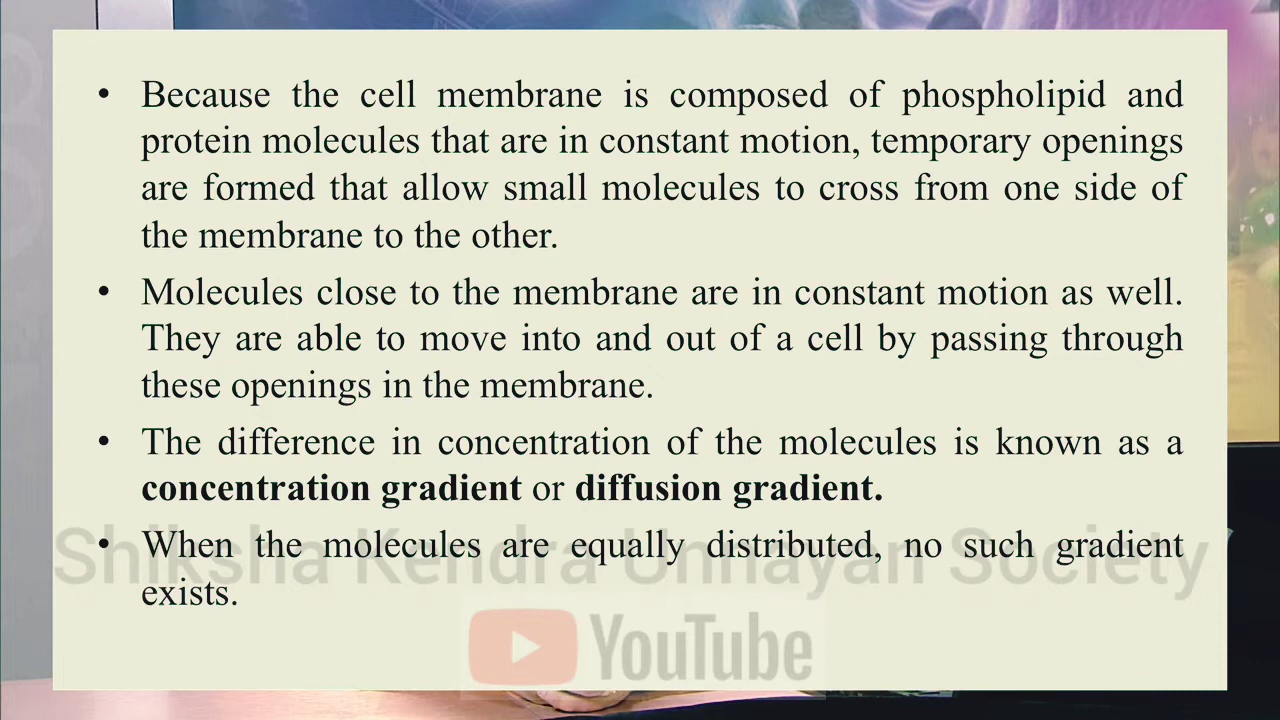 • Because the cell membrane is composed of phospholipid and
protein molecules that are in constant motion, temporary openings
are formed that allow small molecules to cross from one side of
the membrane to the other.
• Molecules close to the membrane are in constant motion as well.
They are able to move into and out of a cell by passing through
these openings in the membrane.
• The difference in concentration of the molecules is known as a
concentration gradient or diffusion gradient.
• When the molecules are equally distributed, no such gradient
exists.
Shiksha Kendra Unnayan Society
YouTube